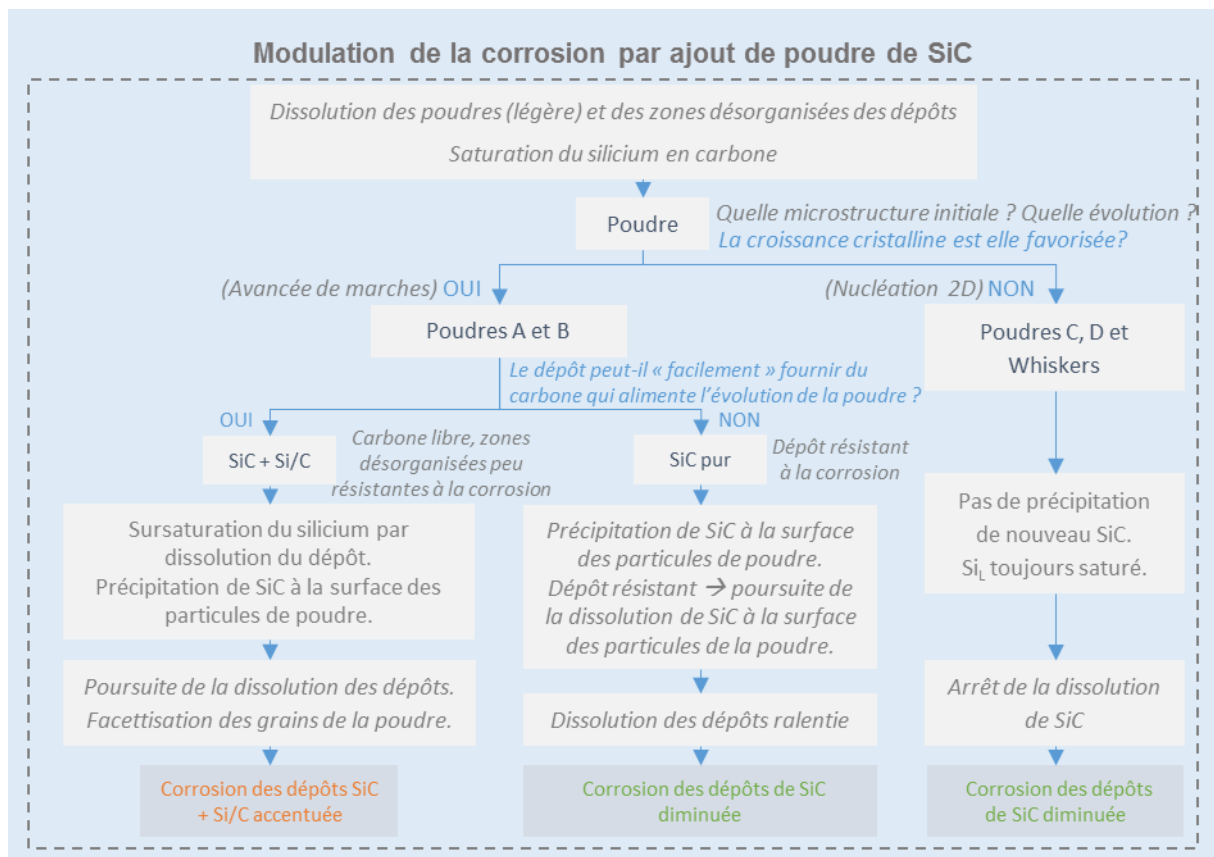 Modulation de la corrosion par ajout de poudre de SiC
Dissolution des poudres (légère) et des zones désorganisées des dépôts
Saturation du silicium en carbone
Poudre
Quelle microstructure initiale ? Quelle évolution ?
La croissance cristalline est elle favorisée?
(Avancée de marches) OUI
(Nucléation 2D) NON
Poudres A et B
Poudres C, D et
Whiskers
Le dépôt peut-il « facilement » fournir du
carbone qui alimente l’évolution de la poudre ?
OUI
NON
SiC + Si/C
Carbone libre, zones
désorganisées peu
résistantes à la corrosion
SiC pur
Dépôt résistant
à la corrosion
Sursaturation du silicium par
dissolution du dépôt.
Précipitation de SiC à la surface des
particules de poudre.
Précipitation de SiC à la surface
des particules de poudre.
Dépôt résistant → poursuite de
la dissolution de SiC à la surface
des particules de la poudre.
Pas de précipitation
de nouveau SiC.
Si_L toujours saturé.
Poursuite de la dissolution des dépôts.
Facettisation des grains de la poudre.
Dissolution des dépôts ralentie
Arrêt de la dissolution
de SiC
Corrosion des dépôts SiC
+ Si/C accentuée
Corrosion des dépôts de SiC
diminuée
Corrosion des dépôts
de SiC diminuée